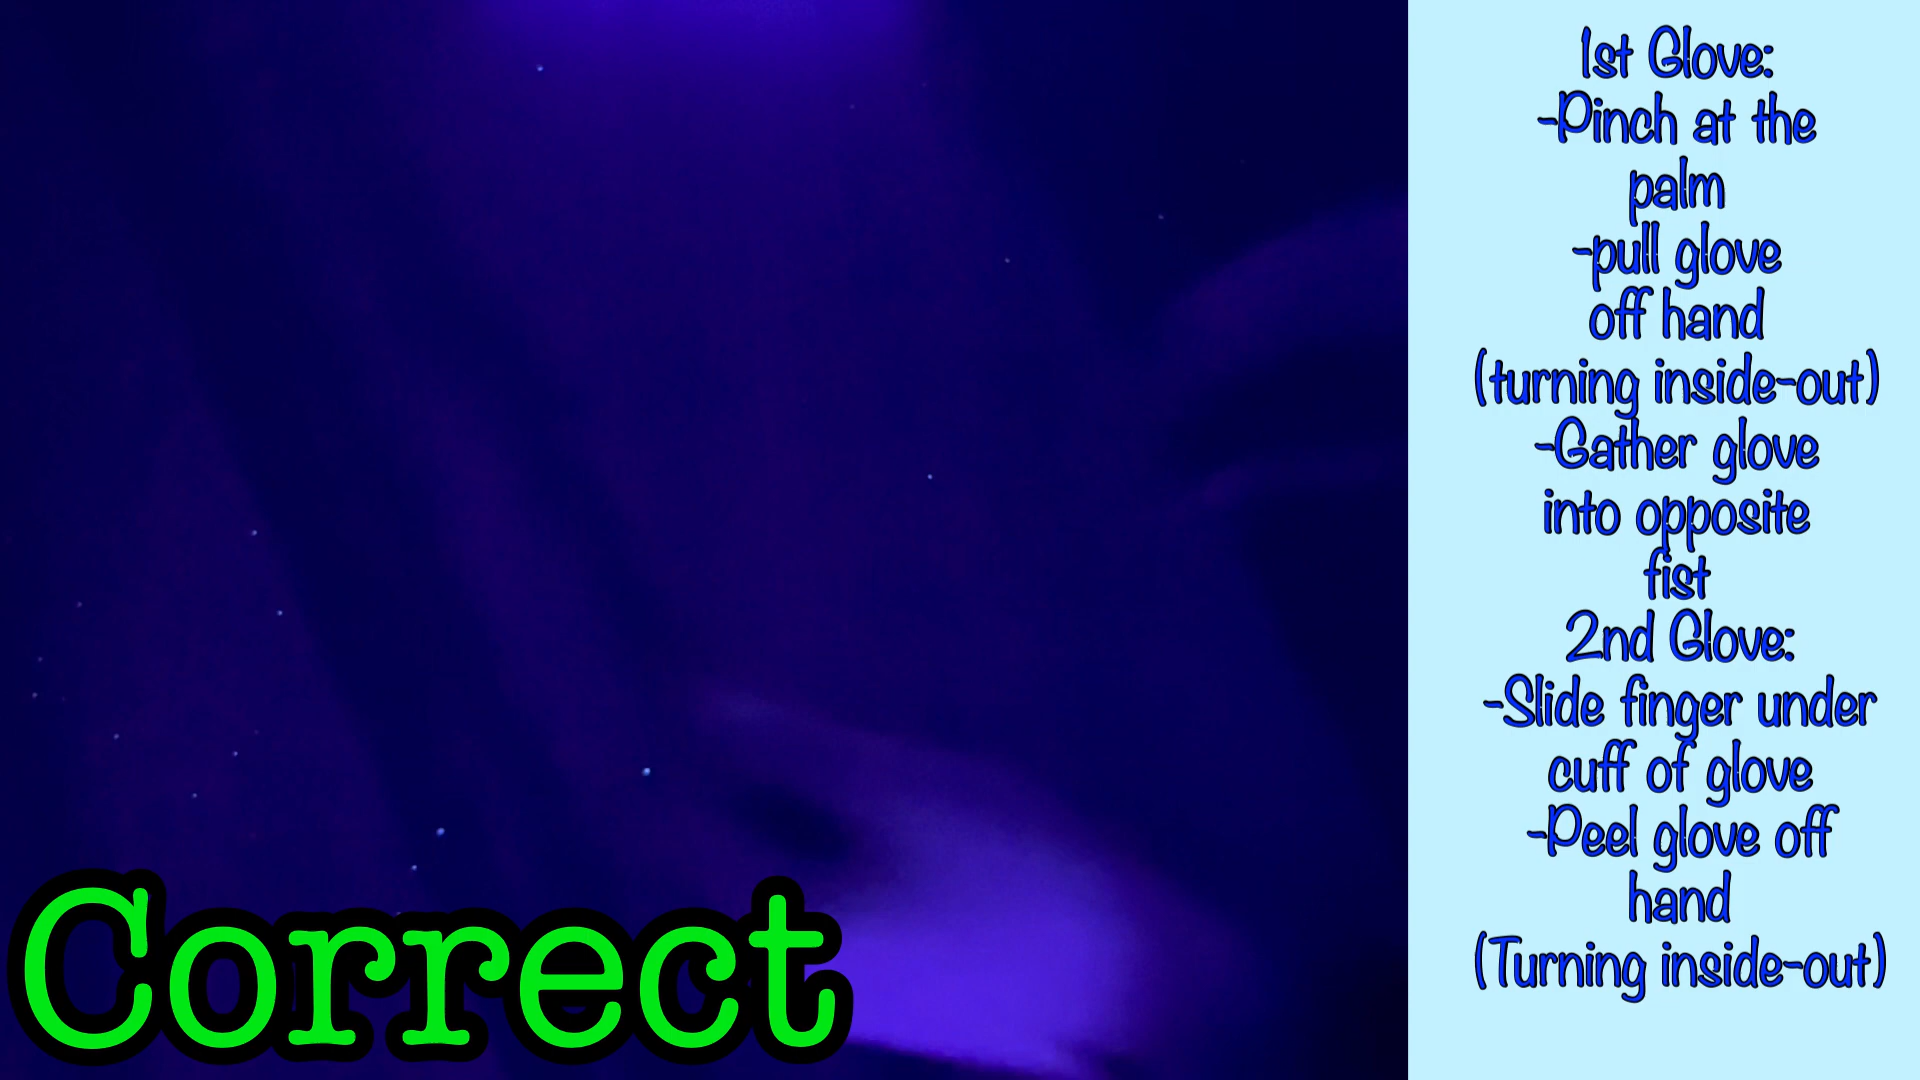 1st Glove:
-Pinch at the
palm
-pull glove
off hand
(turning inside-out)
-Gather glove
into opposite
fist
2nd Glove:
-Slide finger under
cuff of glove
-Peel glove off
hand
(Turning inside-out)
Correct